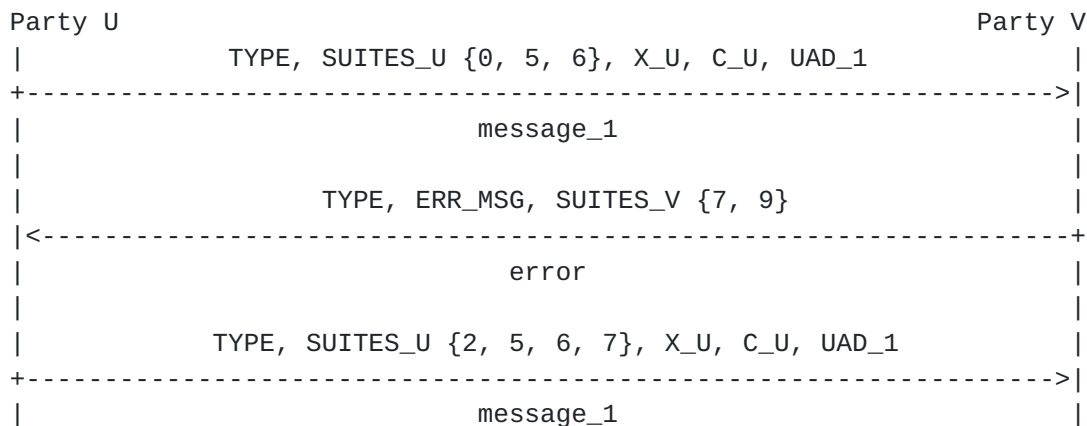 Party U                                                       Party V
|            TYPE, SUITES_U {0, 5, 6}, X_U, C_U, UAD_1             |
+------------------------------------------------------------------>|
|                            message_1                             |
|                                                                  |
|                  TYPE, ERR_MSG, SUITES_V {7, 9}                  |
|<------------------------------------------------------------------+
|                              error                               |
|                                                                  |
|           TYPE, SUITES_U {2, 5, 6, 7}, X_U, C_U, UAD_1           |
+------------------------------------------------------------------>|
|                            message_1                             |